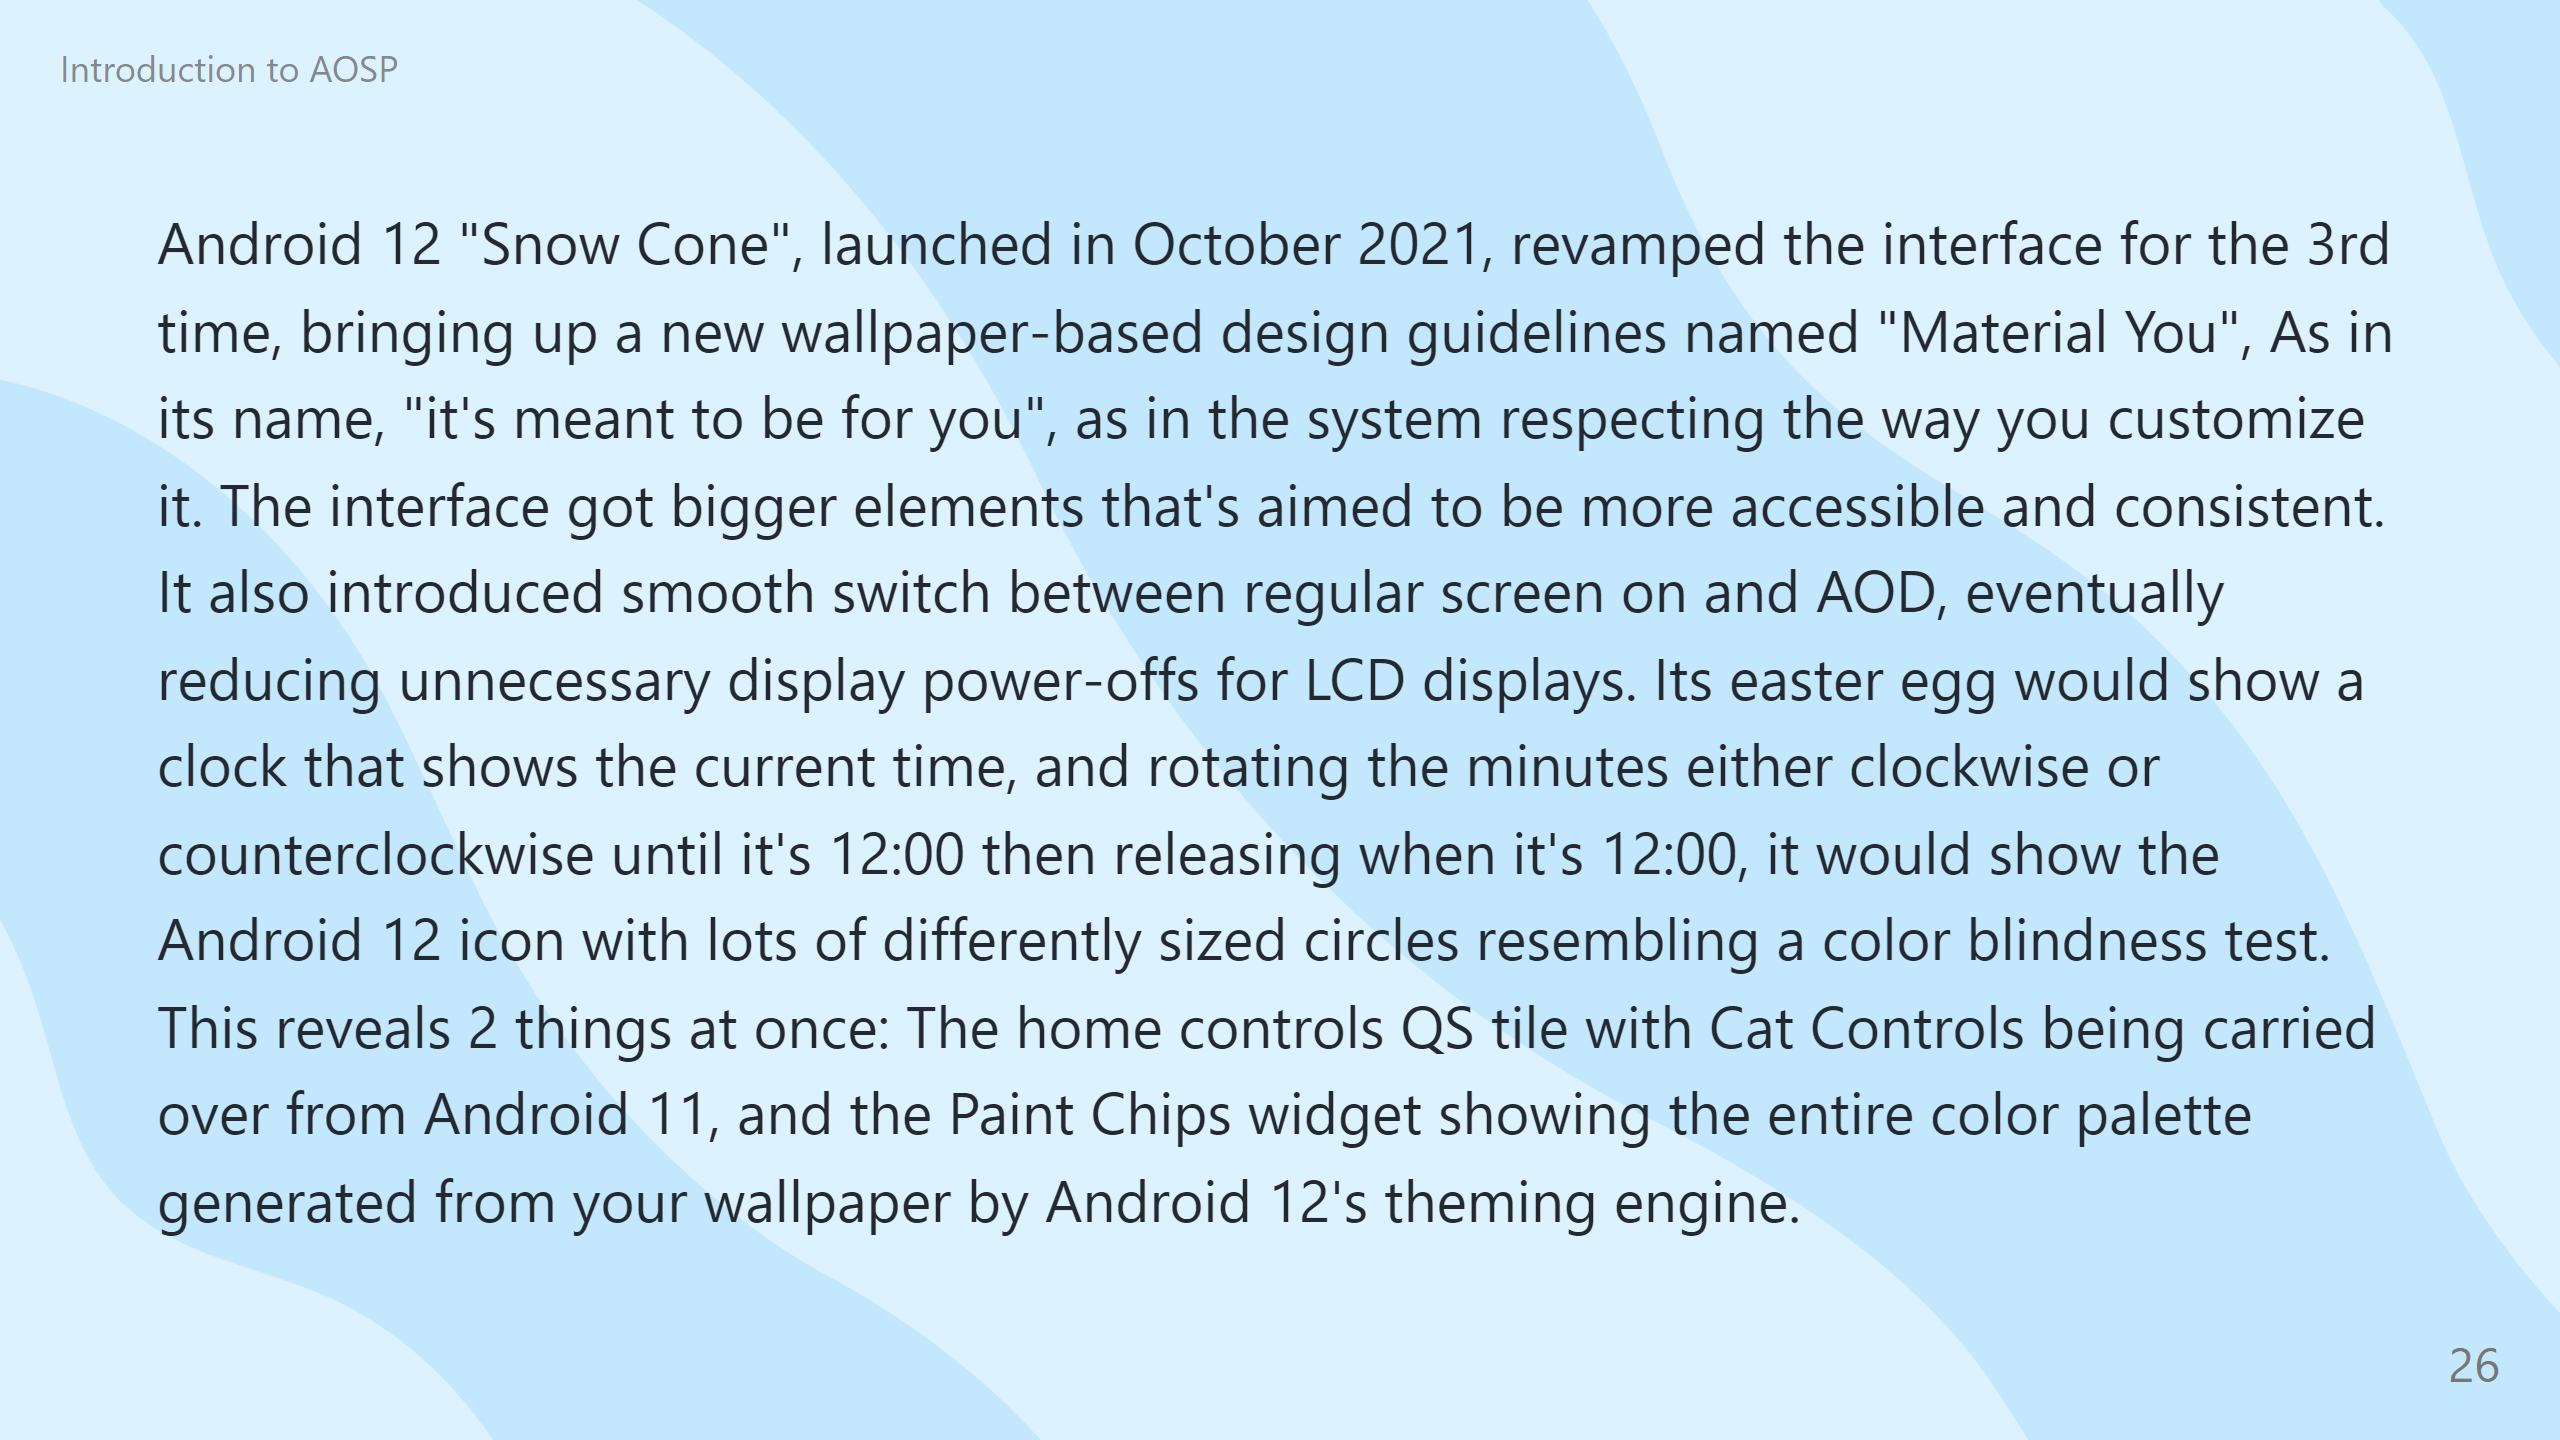 Introduction to AOSP
Android 12 "Snow Cone", launched in October 2021, revamped the interface for the 3rd
time, bringing up a new wallpaper-based design guidelines named "Material You", As in
its name, "it's meant to be for you", as in the system respecting the way you customize
it. The interface got bigger elements that's aimed to be more accessible and consistent.
It also introduced smooth switch between regular screen on and AOD, eventually
reducing unnecessary display power-offs for LCD displays. Its easter egg would show a
clock that shows the current time, and rotating the minutes either clockwise or
counterclockwise until it's 12:00 then releasing when it's 12:00, it would show the
Android 12 icon with lots of differently sized circles resembling a color blindness test.
This reveals 2 things at once: The home controls QS tile with Cat Controls being carried
over from Android 11, and the Paint Chips widget showing the entire color palette
generated from your wallpaper by Android 12's theming engine.
26